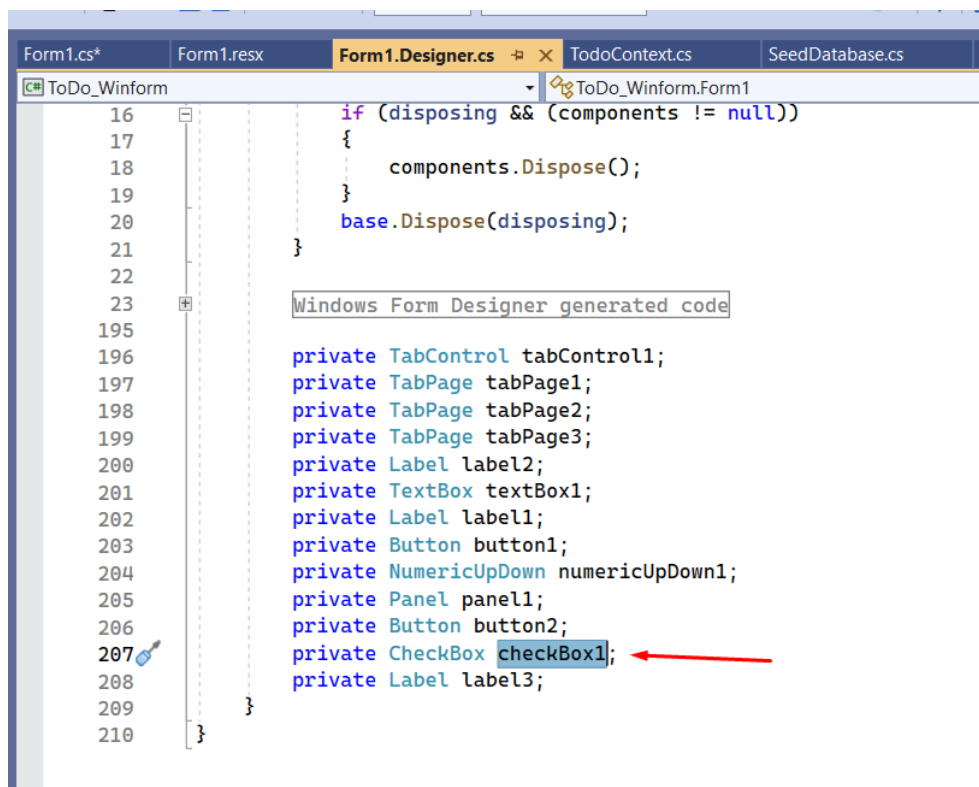 Form1.cs* Form1.resx Form1.Designer.cs TodoContext.cs SeedDatabase.cs
C# ToDo_Winform ToDo_Winform.Form1
16 if (disposing && (components != null))
17 {
18 components.Dispose();
19 }
20 base.Dispose(disposing);
21 }
22
23 Windows Form Designer generated code
195
196 private TabControl tabControl1;
197 private TabPage tabPage1;
198 private TabPage tabPage2;
199 private TabPage tabPage3;
200 private Label label2;
201 private TextBox textBox1;
202 private Label label1;
203 private Button button1;
204 private NumericUpDown numericUpDown1;
205 private Panel panel1;
206 private Button button2;
207 private CheckBox checkBox1;
208 private Label label3;
209 }
210 }